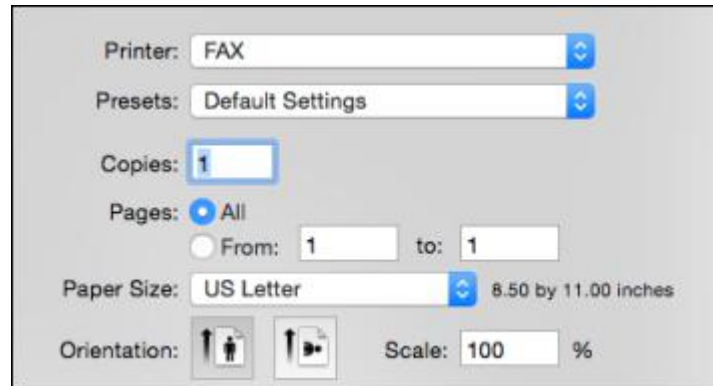 Printer: FAX
Presets: Default Settings
Copies: 1
Pages: All
From: 1 to: 1
Paper Size: US Letter 8.50 by 11.00 inches
Orientation: Scale: 100 %